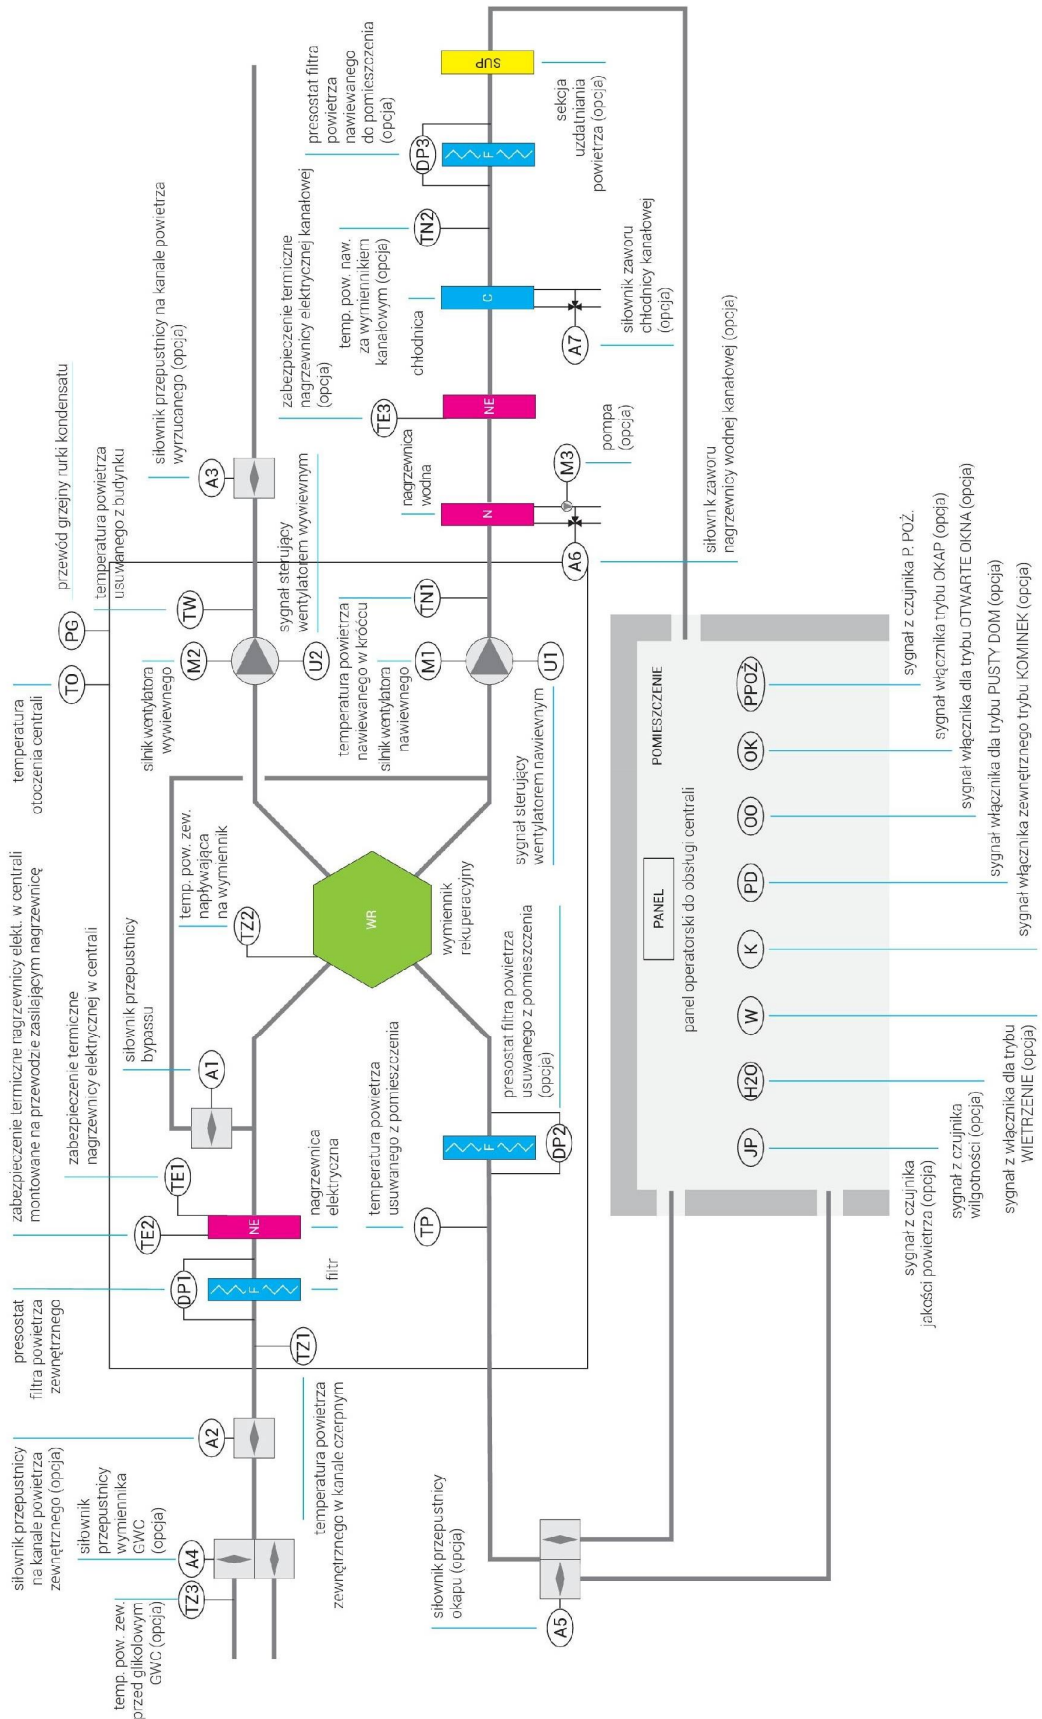 siłownik przepustnicy
na kanale powietrza
zewnętrznego (opcja)
presostat
filtra powietrza
zewnętrznego
zabezpieczenie termiczne nagrzewnicy elekt. w centrali
montowane na przewodzie zasilającym nagrzewnicę
temperatura
otoczenia centrali
siłownik
przepustnicy
wymiennika
GWC
(opcja)
zabezpieczenie termiczne
nagrzewnicy elektrycznej w centrali
TO
PG
przewód grzejny rurki kondensatu
temp. pow. zew.
przed glikolowym
GWC (opcja)
siłownik przepustnicy
bypassu
temperatura powietrza
usuwanego z budynku
siłownik przepustnicy na kanale powietrza
wyrzucanego (opcja)
TZ3
A4
A2
DP1
TE2
TE1
A1
temp. pow. zew.
napływająca
na wymiennik
silnik wentylatora
wywiewnego
M2
TW
A3
F
NE
TZ2
U2
sygnał sterujący
wentylatorem wywiewnym
TZ1
temperatura powietrza
zewnętrznego w kanale czerpnym
filtr
nagrzewnica
elektryczna
WR
temperatura powietrza
nawiewanego w króćcu
zabezpieczenie termiczne
nagrzewnicy elektrycznej kanałowej
(opcja)
presostat filtra
powietrza
nawiewanego
do pomieszczenia
(opcja)
temperatura powietrza
usuwanego z pomieszczenia
silnik wentylatora
nawiewnego
nagrzewnica
wodna
temp. pow. naw.
za wymiennikiem
kanałowym (opcja)
chłodnica
TP
wymiennik
rekuperacyjny
M1
TN1
TE3
TN2
DP3
siłownik przepustnicy
okapu (opcja)
F
N
NE
C
F
SUP
presostat filtra powietrza
usuwanego z pomieszczenia
(opcja)
sygnał sterujący
wentylatorem nawiewnym
A5
DP2
U1
A6
M3
A7
pompa
(opcja)
siłownik zaworu
chłodnicy kanałowej
(opcja)
sekcja
uzdatniania
powietrza (opcja)
siłownik zaworu
nagrzewnicy wodnej kanałowej (opcja)
PANEL
POMIESZCZENIE
panel operatorski do obsługi centrali
JP
H2O
W
K
PD
OO
OK
PPOŻ
sygnał z czujnika
jakości powietrza (opcja)
sygnał z czujnika P. POŻ.
sygnał włącznika trybu OKAP (opcja)
sygnał z czujnika
wilgotności (opcja)
sygnał włącznika dla trybu OTWARTE OKNA (opcja)
sygnał włącznika dla trybu PUSTY DOM (opcja)
sygnał z włącznika dla trybu
WIETRZENIE (opcja)
sygnał włącznika zewnętrznego trybu KOMINEK (opcja)